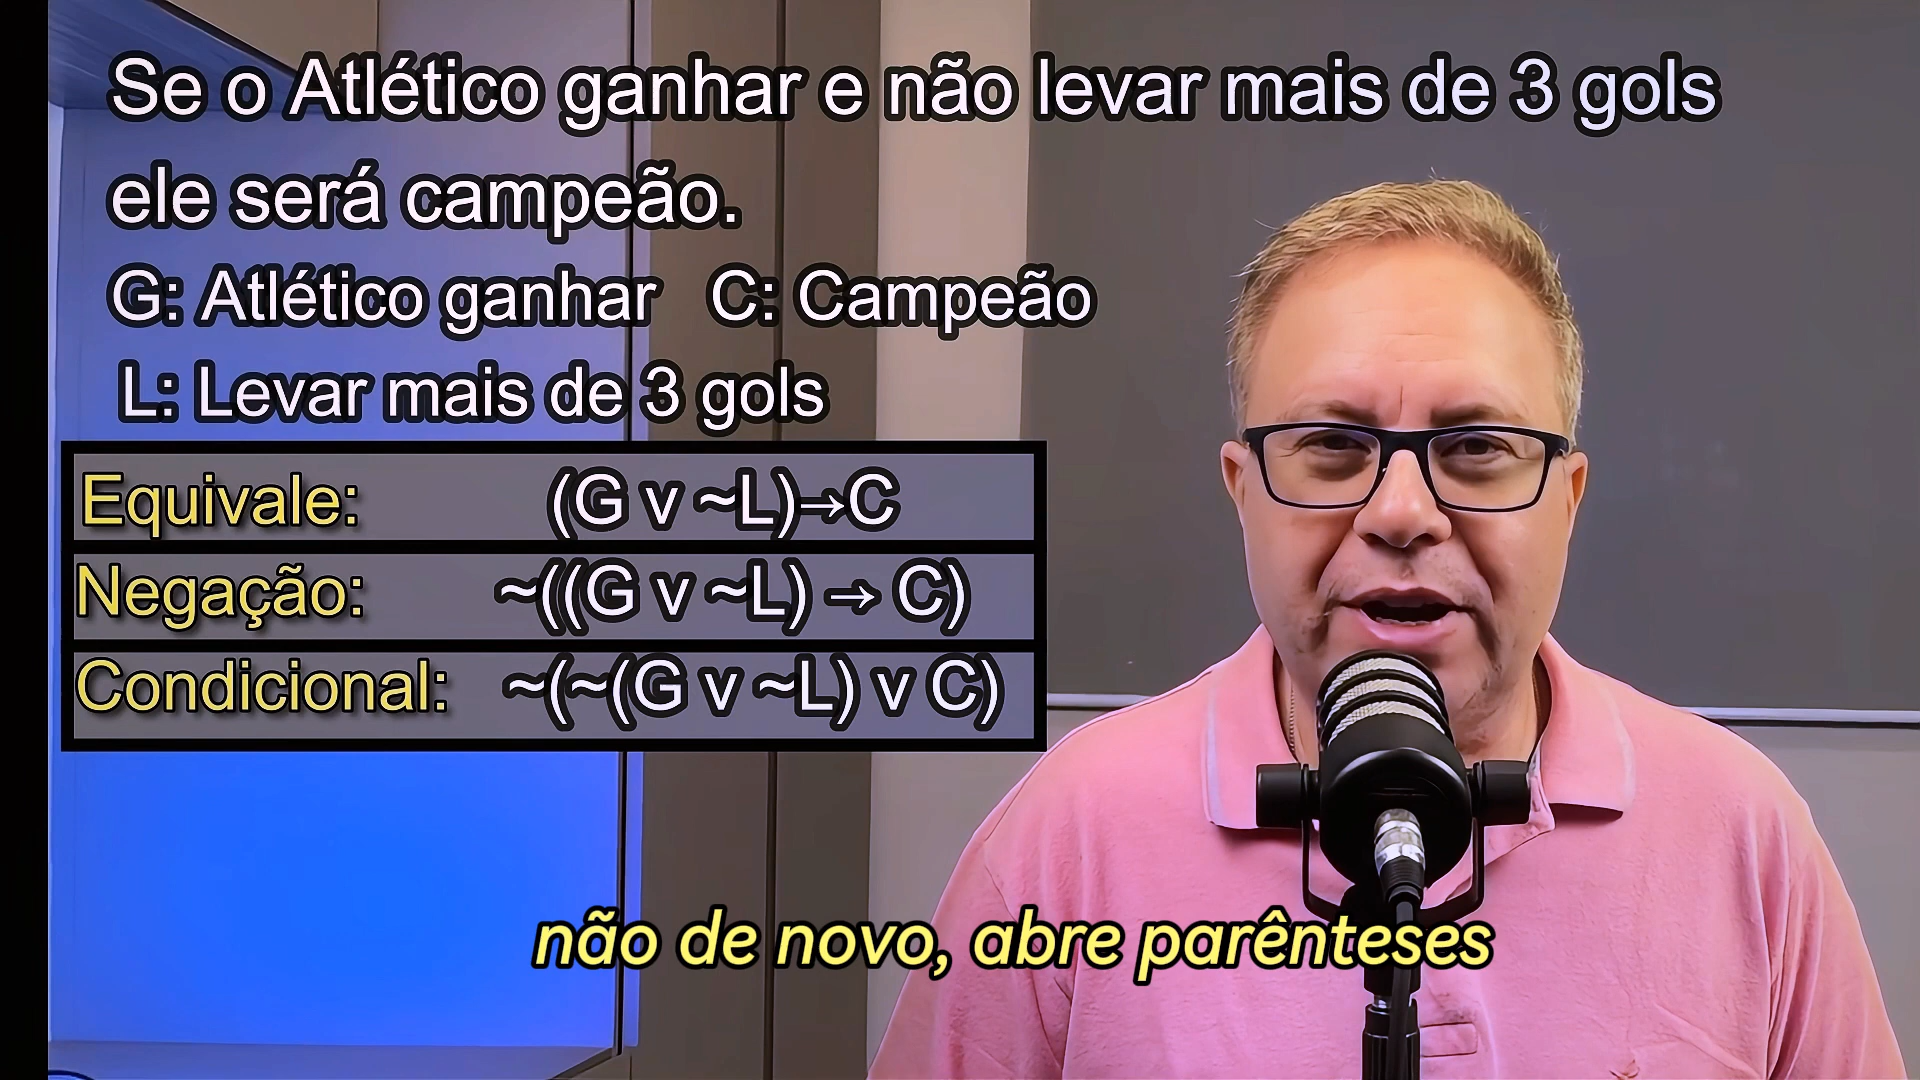 Se o Atlético ganhar e não levar mais de 3 gols
ele será campeão.
G: Atlético ganhar C: Campeão
L: Levar mais de 3 gols
Equivale: (G v ~L)→C
Negação: ~((G v ~L) → C)
Condicional: ~(~(G v ~L) v C)
não de novo, abre parênteses